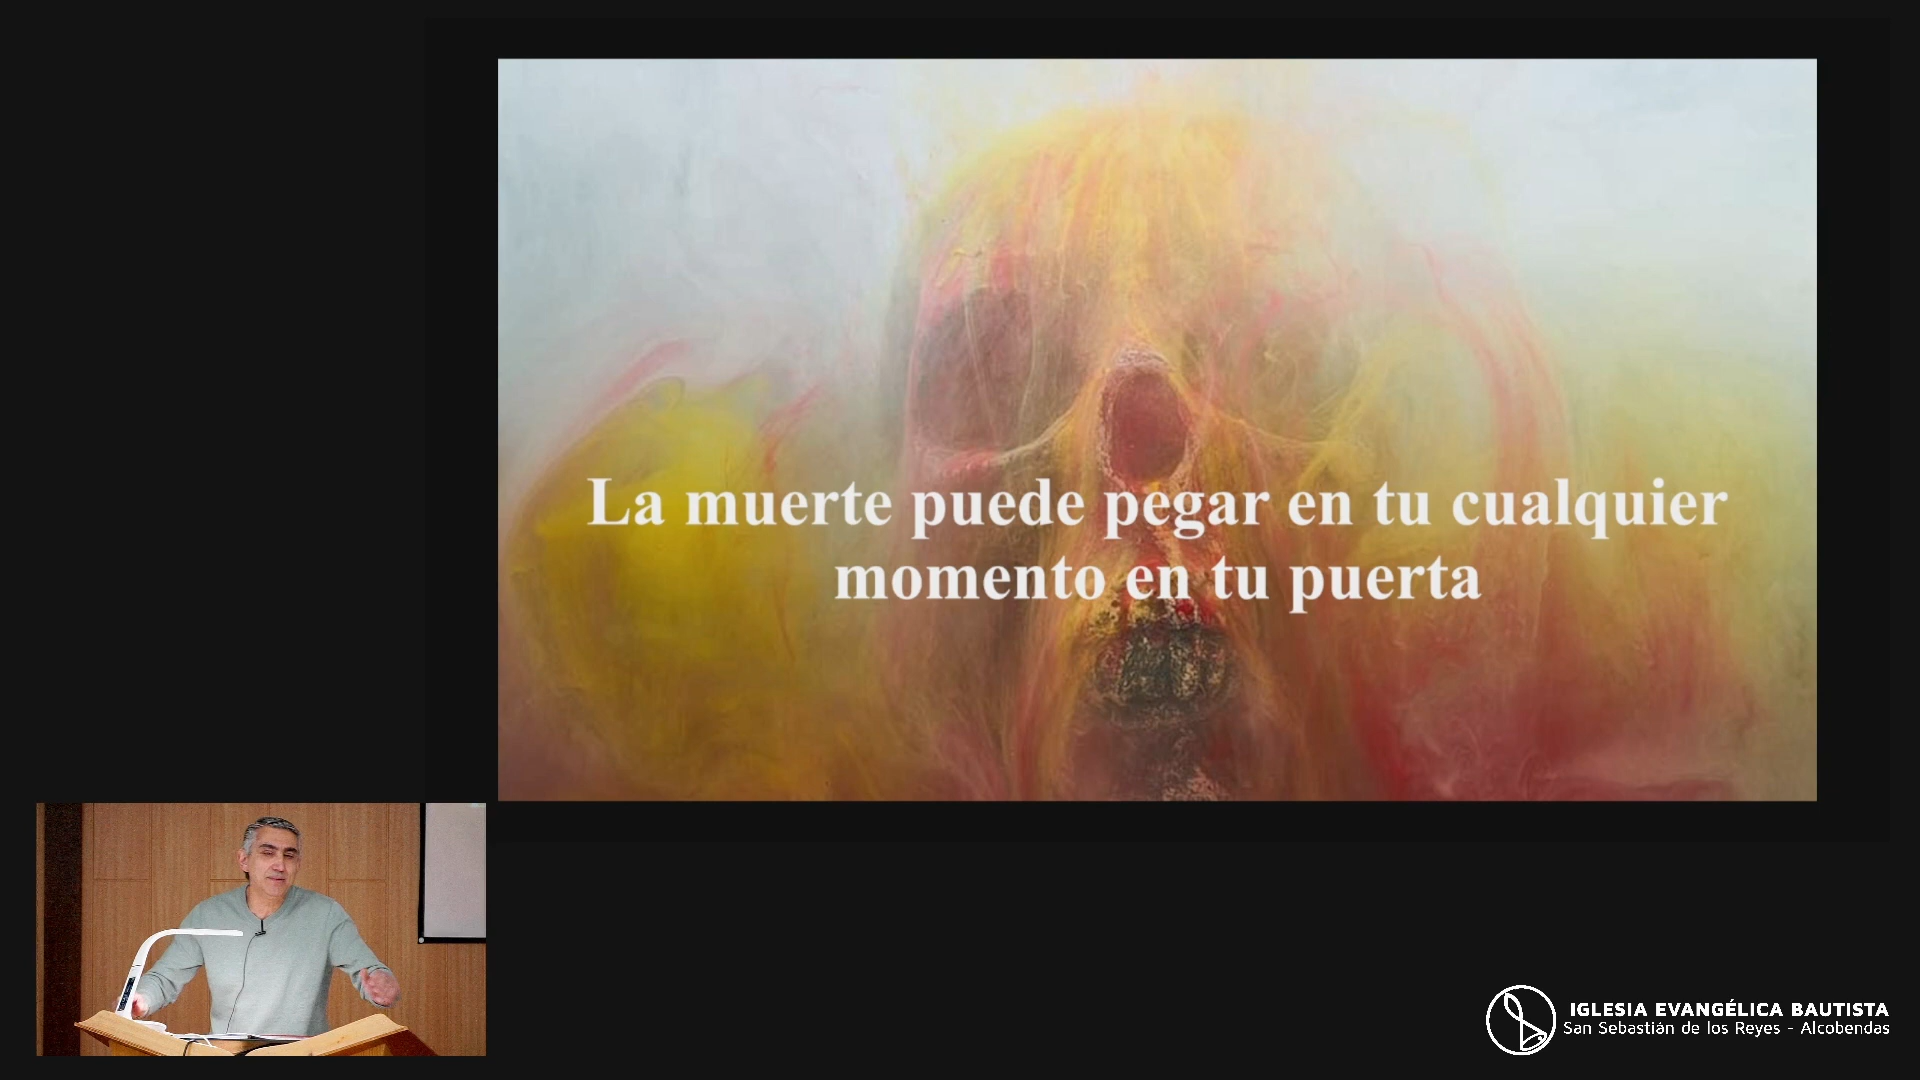 La muerte puede pegar en tu cualquier
momento en tu puerta
IGLESIA EVANGÉLICA BAUTISTA
San Sebastián de los Reyes - Alcobendas